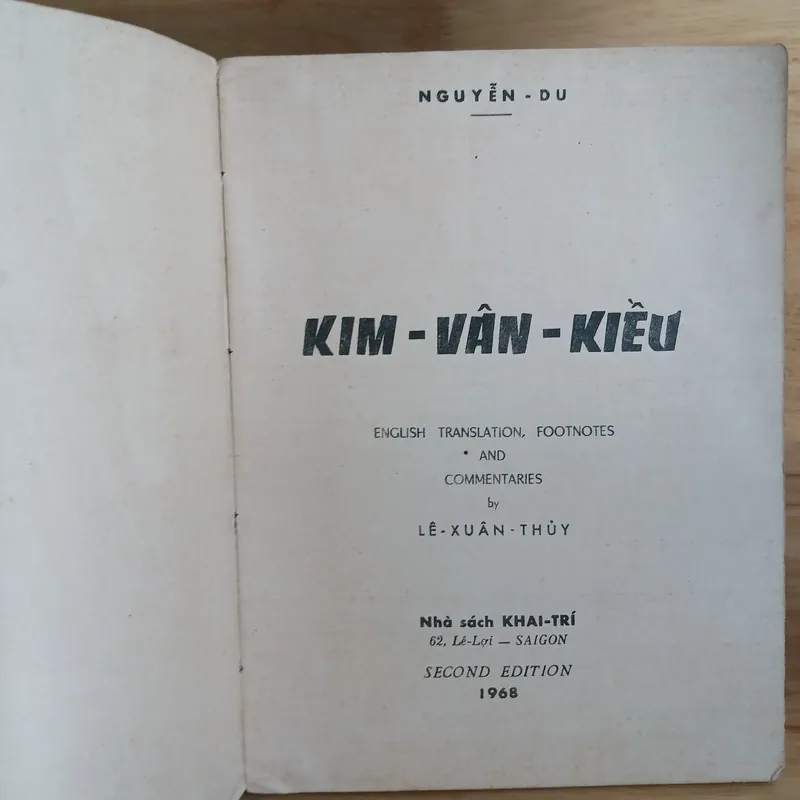 NGUYỄN - DU
KIM - VÂN - KIỀU
ENGLISH TRANSLATION, FOOTNOTES
* AND
COMMENTARIES
by
LÊ-XUÂN-THỦY
Nhà sách KHAI-TRÍ
62, Lê-Lợi — SAIGON
SECOND EDITION
1968